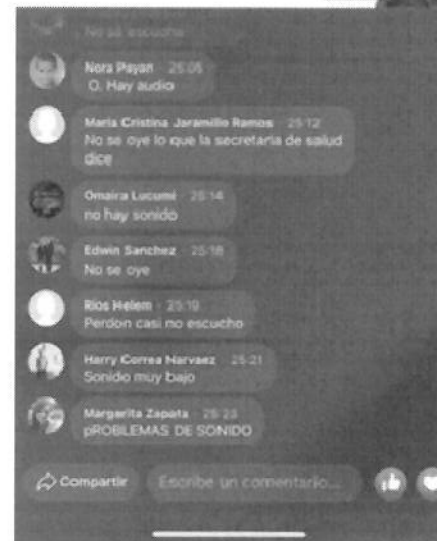 No se escucha
Nora Payan 25:05
O. Hay audio
Maria Cristina Jaramillo Ramos 25:12
No se oye lo que la secretaria de salud
dice
Omaira Lucumi 25:14
no hay sonido
Edwin Sanchez 25:18
No se oye
Rios Helem 25:19
Perdon casi no escucho
Harry Correa Narvaez 25:21
Sonido muy bajo
Margarita Zapata 25:23
pROBLEMAS DE SONIDO
Compartir
Escribe un comentario...